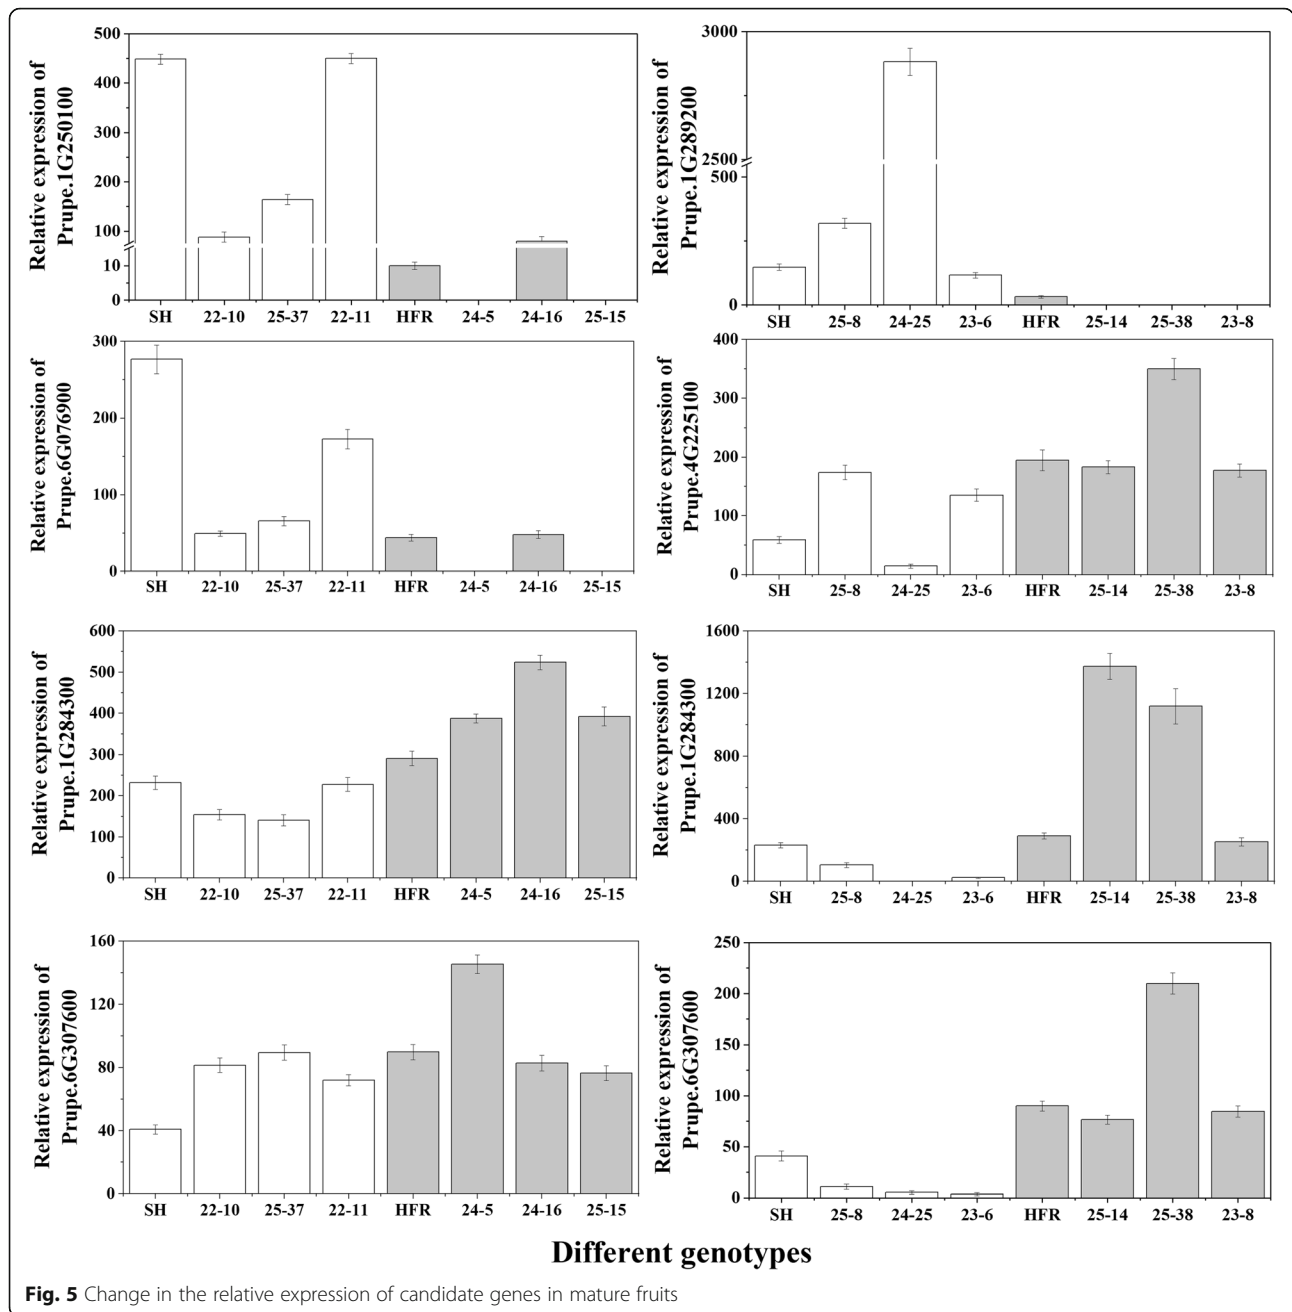 Relative expression of
Prupe.1G250100
500
400
300
200
100
10
0
SH 22-10 25-37 22-11 HFR 24-5 24-16 25-15
Relative expression of
Prupe.1G289200
3000
2500
500
0
SH 25-8 24-25 23-6 HFR 25-14 25-38 23-8
Relative expression of
Prupe.6G076900
300
200
100
0
SH 22-10 25-37 22-11 HFR 24-5 24-16 25-15
Relative expression of
Prupe.4G225100
400
300
200
100
0
SH 25-8 24-25 23-6 HFR 25-14 25-38 23-8
Relative expression of
Prupe.1G284300
600
500
400
300
200
100
0
SH 22-10 25-37 22-11 HFR 24-5 24-16 25-15
Relative expression of
Prupe.1G284300
1600
1200
800
400
0
SH 25-8 24-25 23-6 HFR 25-14 25-38 23-8
Relative expression of
Prupe.6G307600
160
120
80
40
0
SH 22-10 25-37 22-11 HFR 24-5 24-16 25-15
Relative expression of
Prupe.6G307600
250
200
150
100
50
0
SH 25-8 24-25 23-6 HFR 25-14 25-38 23-8
Different genotypes
Fig. 5 Change in the relative expression of candidate genes in mature fruits